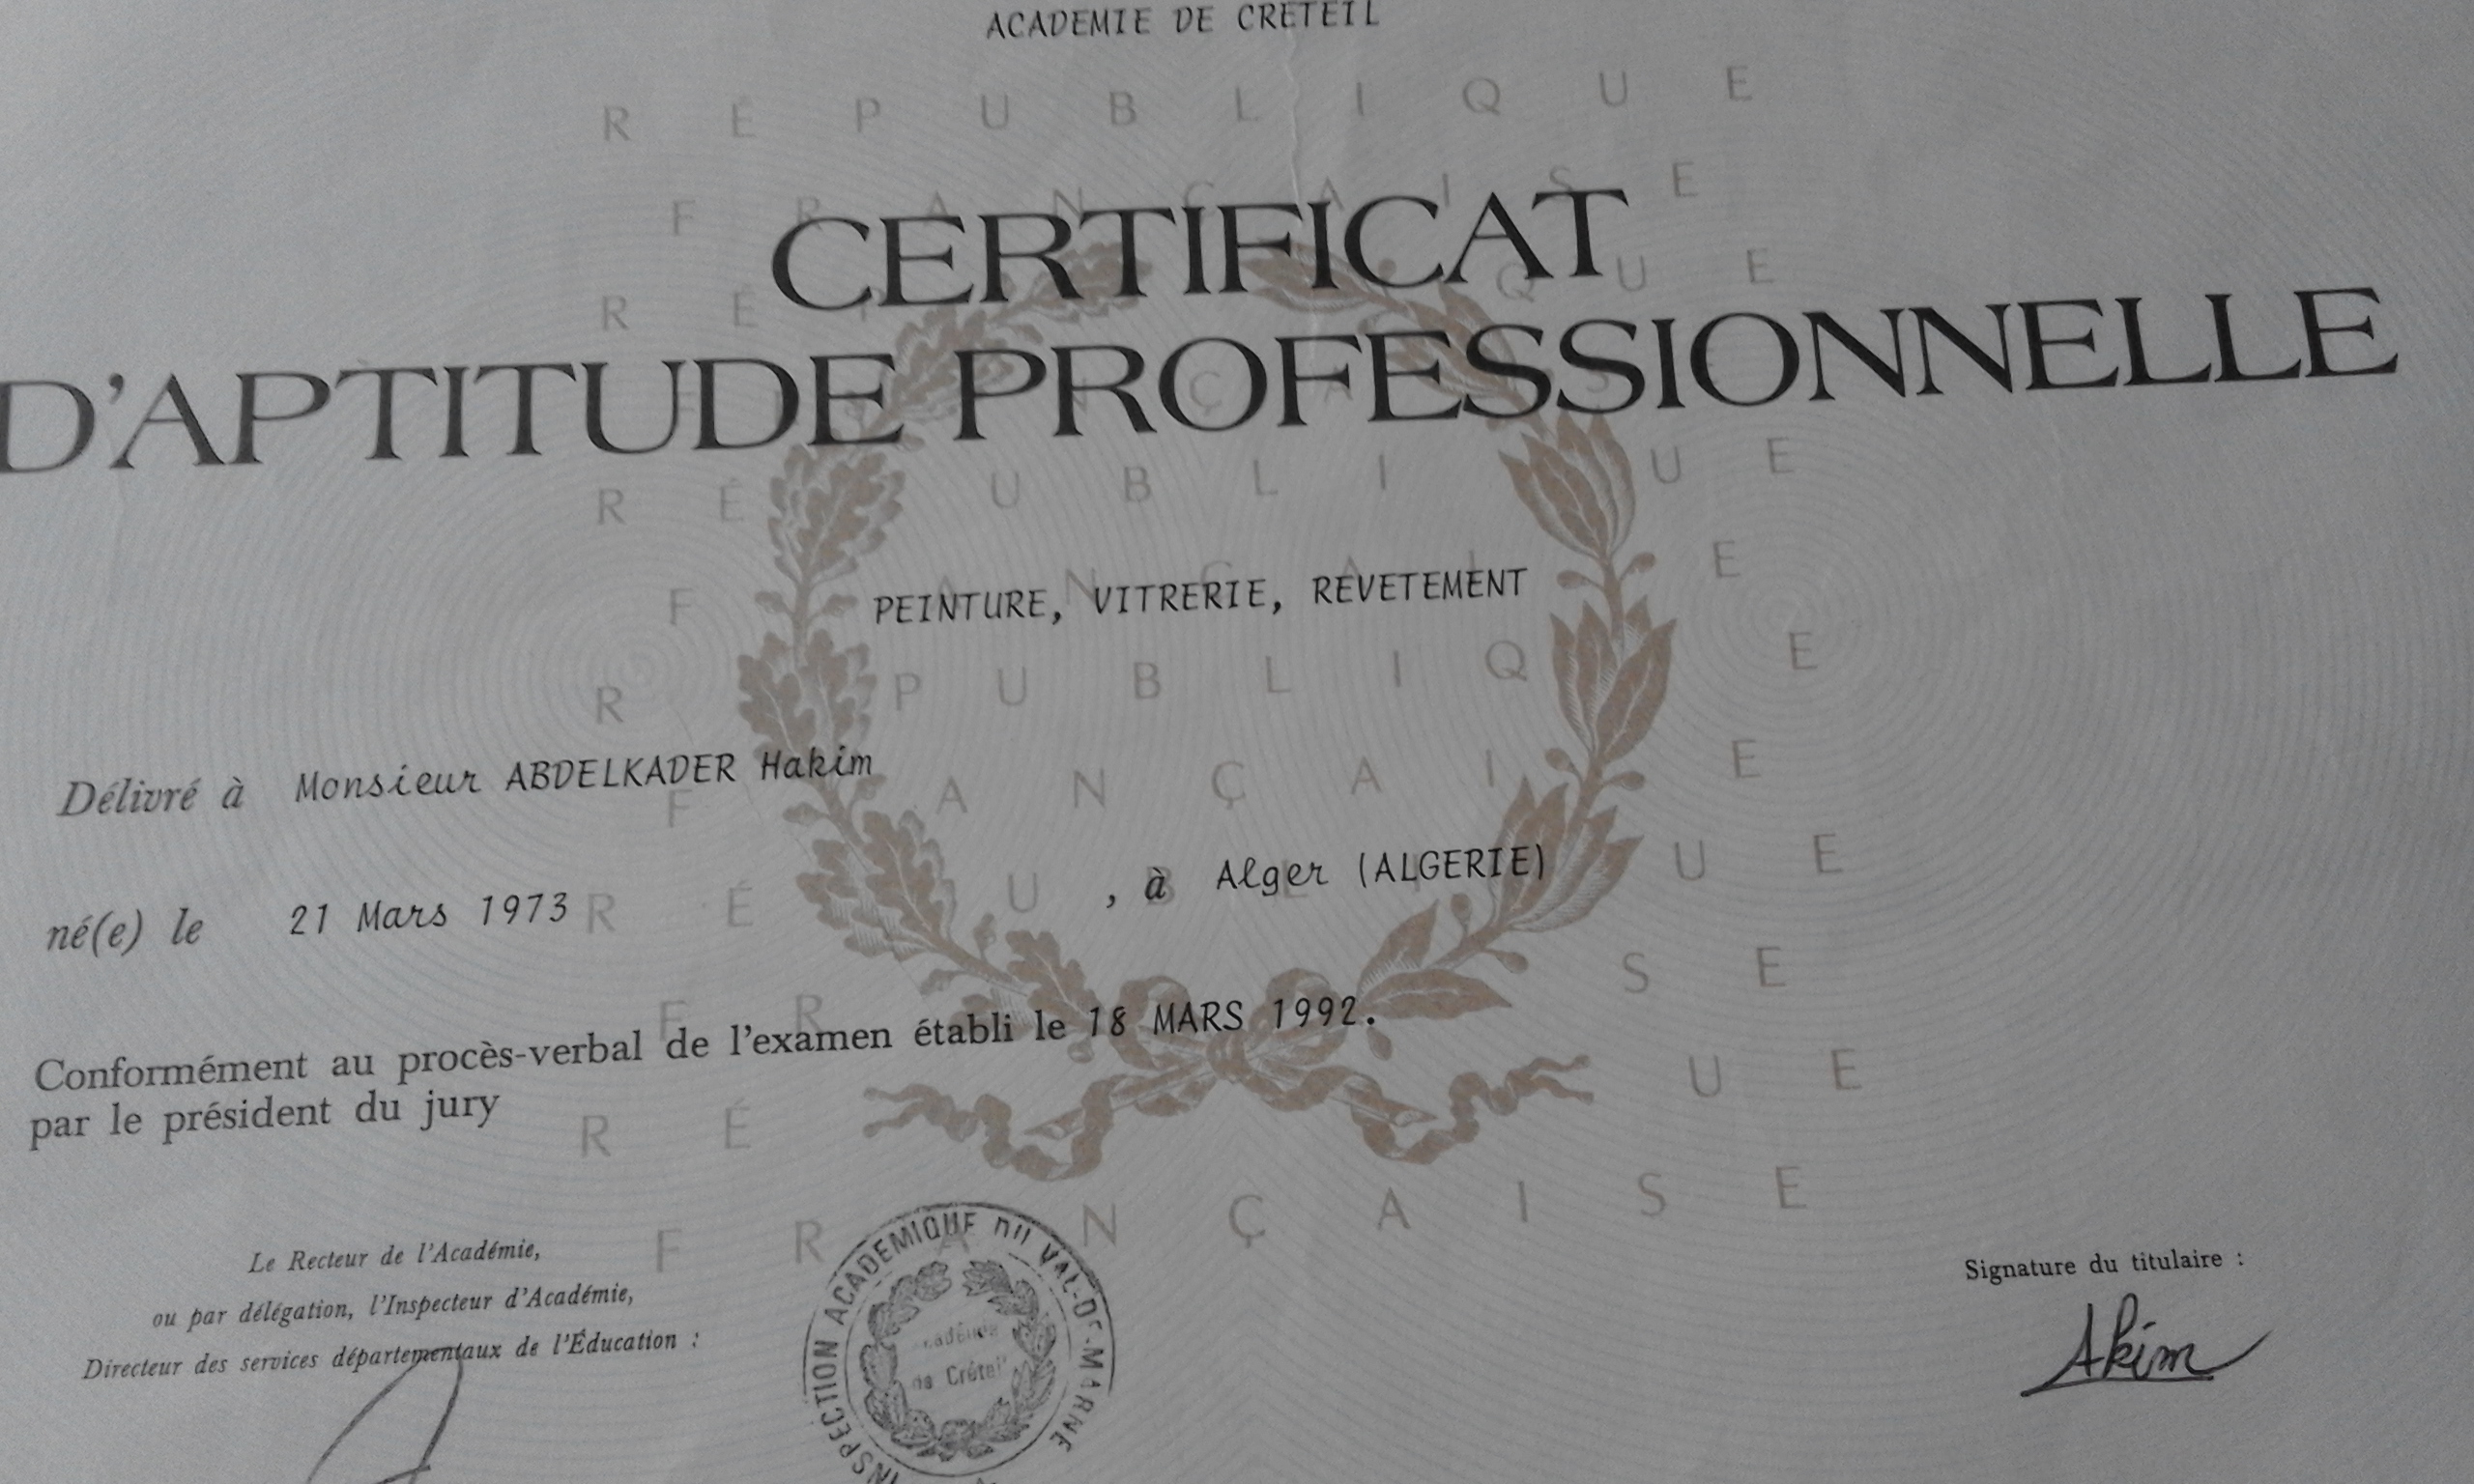 ACADEMIE DE CRETEIL
RÉPUBLIQUE
FRANÇAISE
CERTIFICAT
D'APTITUDE PROFESSIONNELLE
PEINTURE, VITRERIE, REVETEMENT
Délivré à Monsieur ABDELKADER Hakim
né(e) le 21 Mars 1973 , à Alger (ALGERIE)
Conformément au procès-verbal de l'examen établi le 18 MARS 1992.
par le président du jury
Le Recteur de l'Académie,
ou par délégation, l'Inspecteur d'Académie,
Directeur des services départementaux de l'Éducation :
INSPECTION ACADEMIQUE DU VAL-DE-MARNE
Académie
de Créteil
Signature du titulaire :
Akim